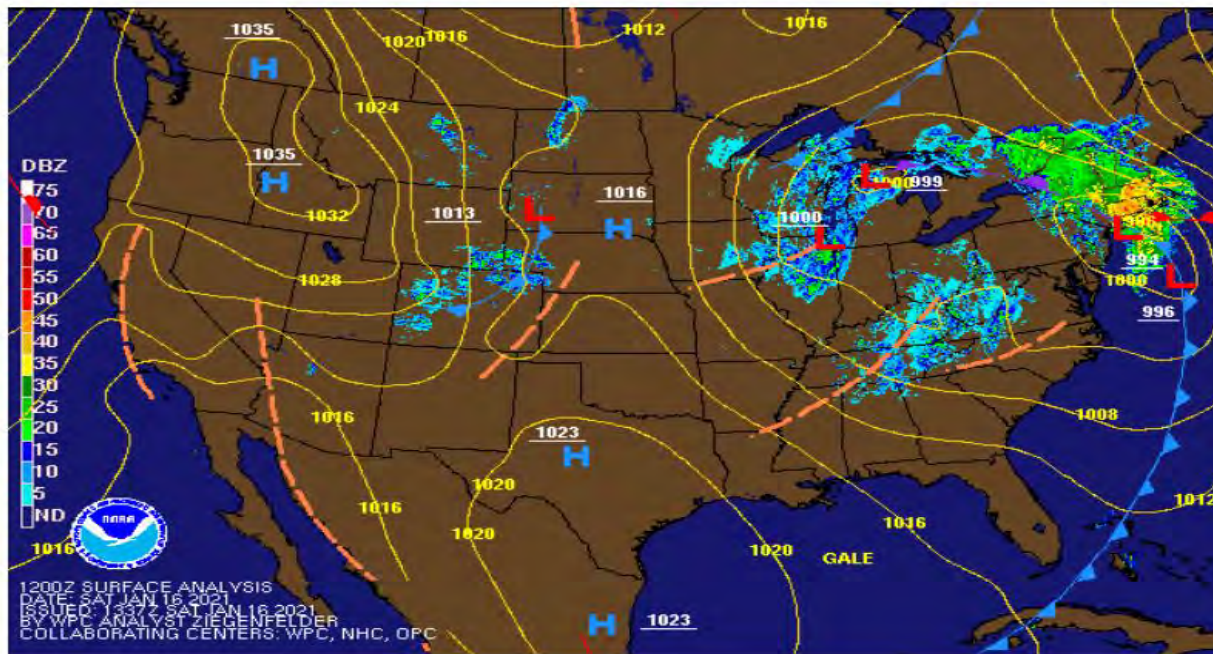 1035
H
1016
1012
1016
1020
1024
1035
H
1032
DBZ
75
70
65
60
55
50
45
40
35
30
25
20
15
10
5
ND
1013
L
1016
H
L
999
1000
L
L
994
L
1000
996
1028
1016
1008
1023
H
1020
1012
1016
1016
1020
1016
1020
GALE
NOAA
1200Z SURFACE ANALYSIS
DATE: SAT JAN 16 2021
ISSUED: 1337Z SAT JAN 16 2021
BY WPC ANALYST ZIEGENFELDER
COLLABORATING CENTERS: WPC, NHC, OPC
H
1023